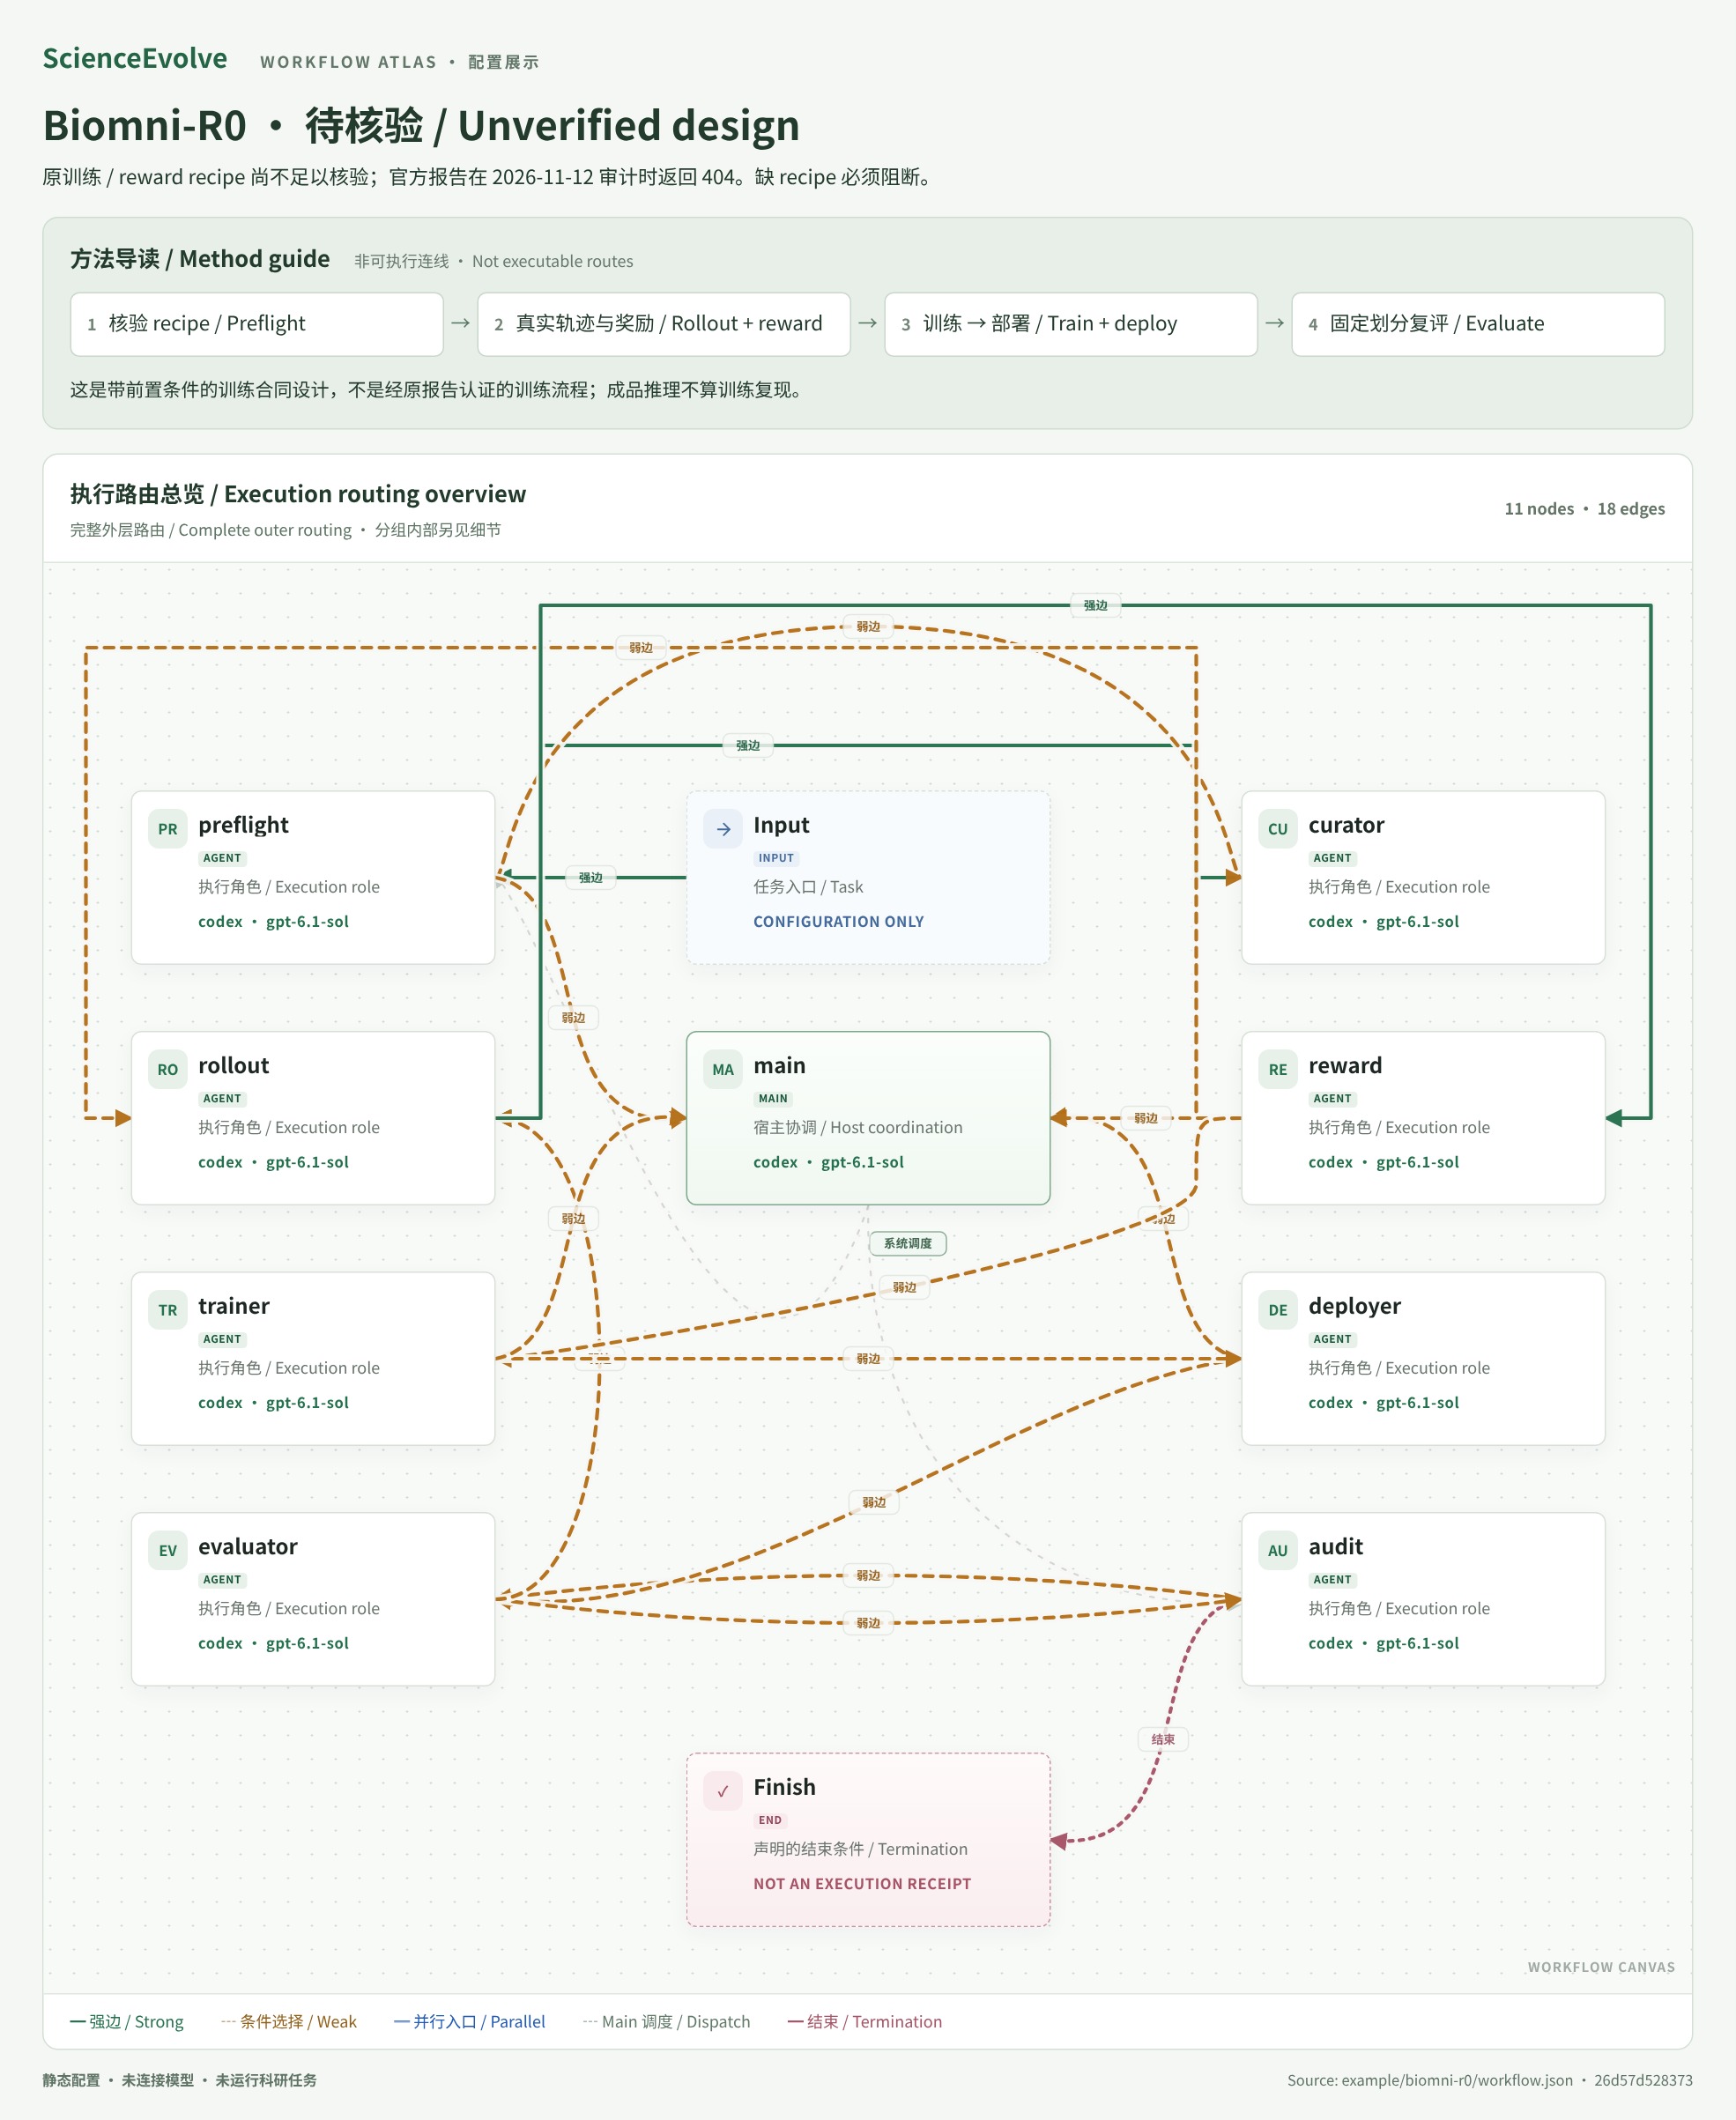 ScienceEvolve WORKFLOW ATLAS • 配置展示
Biomni-R0 • 待核验 / Unverified design
原训练 / reward recipe 尚不足以核验；官方报告在 2026-11-12 审计时返回 404。缺 recipe 必须阻断。
方法导读 / Method guide 非可执行连线 • Not executable routes
1 核验 recipe / Preflight → 2 真实轨迹与奖励 / Rollout + reward → 3 训练 → 部署 / Train + deploy → 4 固定划分复评 / Evaluate
这是带前置条件的训练合同设计，不是经原报告认证的训练流程；成品推理不算训练复现。
执行路由总览 / Execution routing overview
11 nodes • 18 edges
完整外层路由 / Complete outer routing • 分组内部另见细节
强边
弱边
弱边
强边
PR preflight
AGENT
执行角色 / Execution role
codex • gpt-6.1-sol
强边
→ Input
INPUT
任务入口 / Task
CONFIGURATION ONLY
CU curator
AGENT
执行角色 / Execution role
codex • gpt-6.1-sol
弱边
RO rollout
AGENT
执行角色 / Execution role
codex • gpt-6.1-sol
MA main
MAIN
宿主协调 / Host coordination
codex • gpt-6.1-sol
弱边
RE reward
AGENT
执行角色 / Execution role
codex • gpt-6.1-sol
弱边
系统调度
弱边
TR trainer
AGENT
执行角色 / Execution role
codex • gpt-6.1-sol
弱边
DE deployer
AGENT
执行角色 / Execution role
codex • gpt-6.1-sol
弱边
EV evaluator
AGENT
执行角色 / Execution role
codex • gpt-6.1-sol
弱边
弱边
AU audit
AGENT
执行角色 / Execution role
codex • gpt-6.1-sol
结束
✓ Finish
END
声明的结束条件 / Termination
NOT AN EXECUTION RECEIPT
WORKFLOW CANVAS
强边 / Strong
条件选择 / Weak
并行入口 / Parallel
Main 调度 / Dispatch
结束 / Termination
静态配置 • 未连接模型 • 未运行科研任务
Source: example/biomni-r0/workflow.json • 26d57d528373